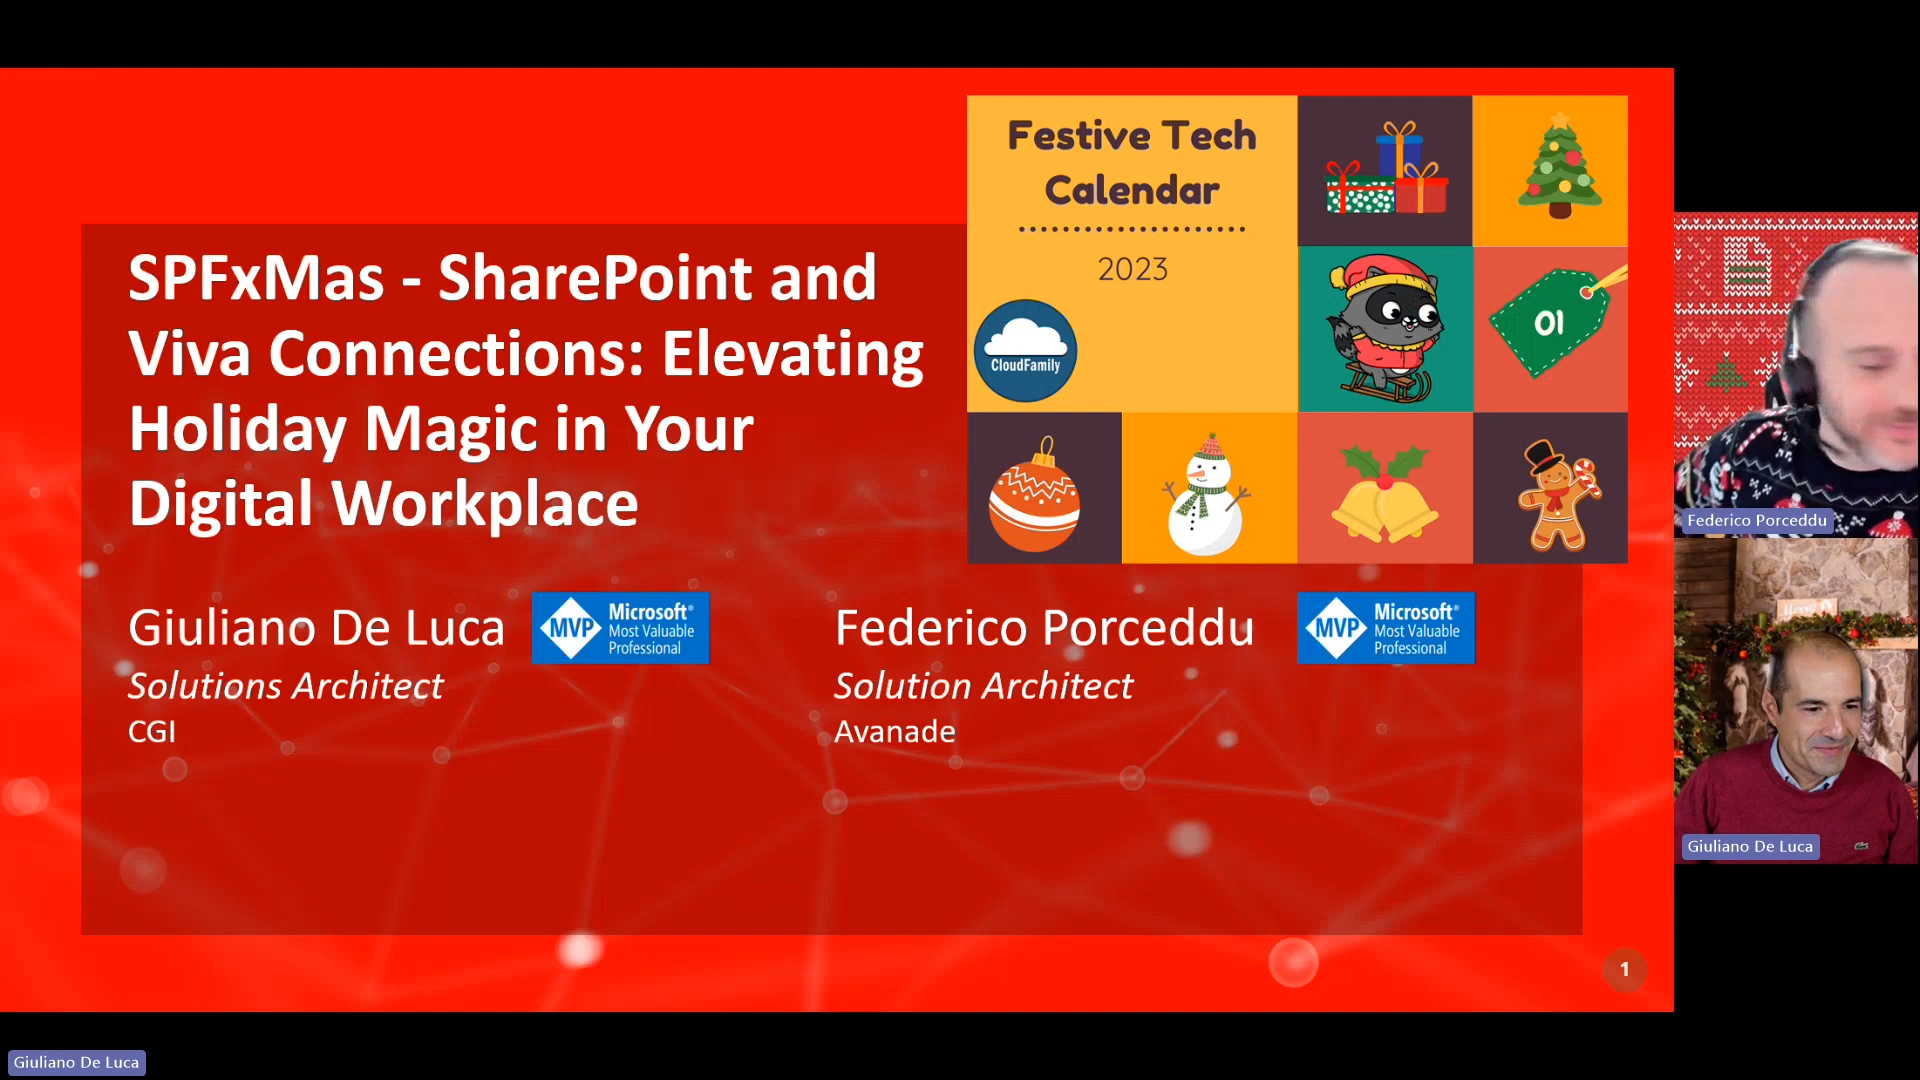 SPFxMas - SharePoint and
Viva Connections: Elevating
Holiday Magic in Your
Digital Workplace
Festive Tech
Calendar
2023
CloudFamily
01
Giuliano De Luca
MVP
Microsoft®
Most Valuable
Professional
Solutions Architect
CGI
Federico Porceddu
MVP
Microsoft®
Most Valuable
Professional
Solution Architect
Avanade
1
Federico Porceddu
Merry
Giuliano De Luca
Giuliano De Luca